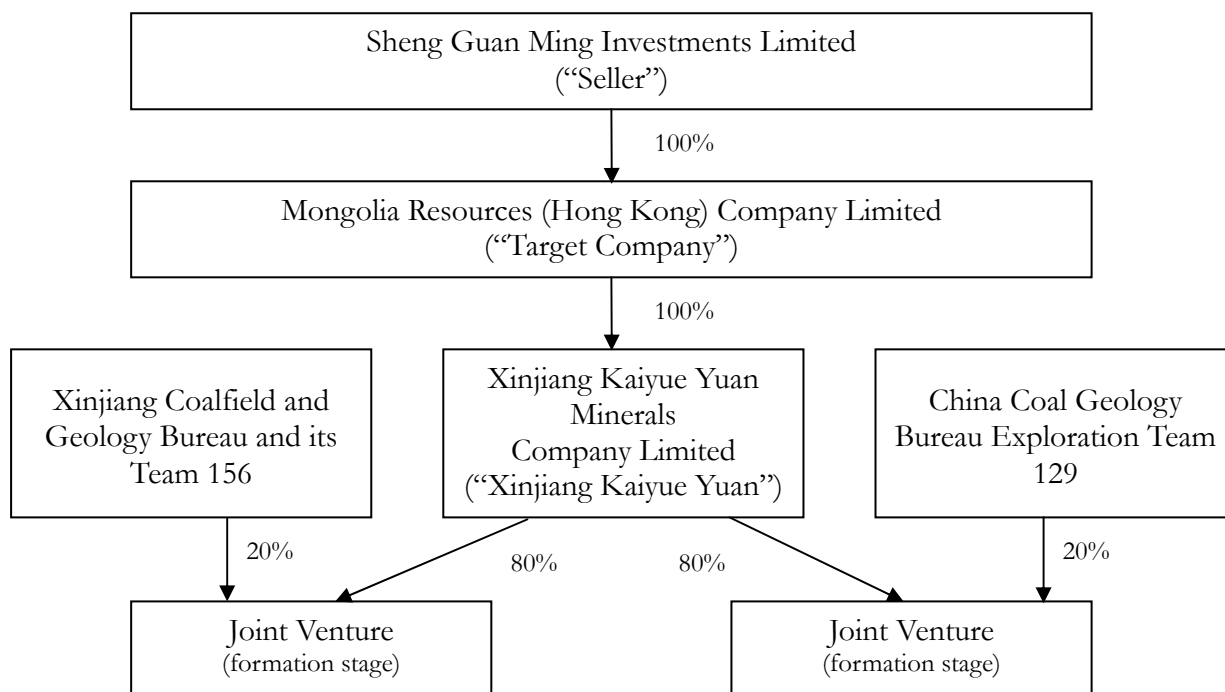 Sheng Guan Ming Investments Limited
(“Seller”)
100%
Mongolia Resources (Hong Kong) Company Limited
(“Target Company”)
100%
Xinjiang Coalfield and
Geology Bureau and its
Team 156
Xinjiang Kaiyue Yuan
Minerals
Company Limited
(“Xinjiang Kaiyue Yuan”)
China Coal Geology
Bureau Exploration Team
129
20%
80%
80%
20%
Joint Venture
(formation stage)
Joint Venture
(formation stage)